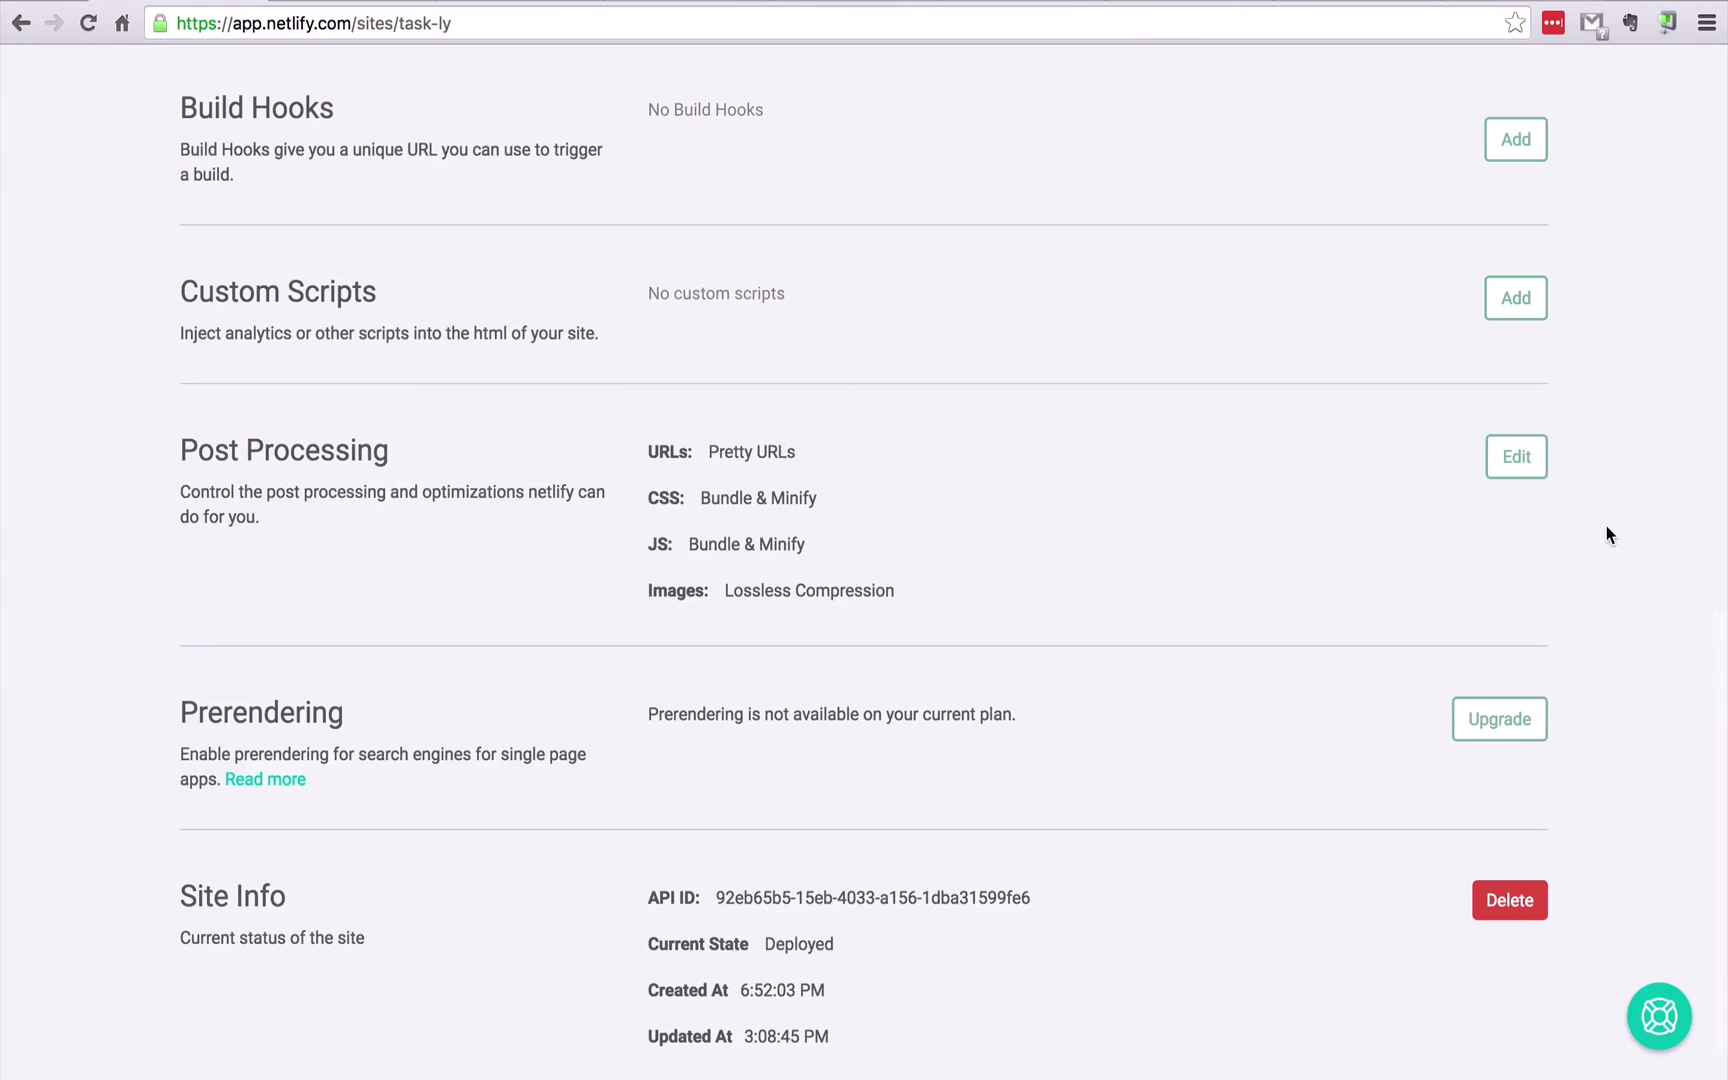 https://app.netlify.com/sites/task-ly
Build Hooks
No Build Hooks
Add
Build Hooks give you a unique URL you can use to trigger
a build.
Custom Scripts
No custom scripts
Add
Inject analytics or other scripts into the html of your site.
Post Processing
URLs: Pretty URLs
Edit
Control the post processing and optimizations netlify can
do for you.
CSS: Bundle & Minify
JS: Bundle & Minify
Images: Lossless Compression
Prerendering
Prerendering is not available on your current plan.
Upgrade
Enable prerendering for search engines for single page
apps. Read more
Site Info
API ID: 92eb65b5-15eb-4033-a156-1dba31599fe6
Delete
Current status of the site
Current State Deployed
Created At 6:52:03 PM
Updated At 3:08:45 PM